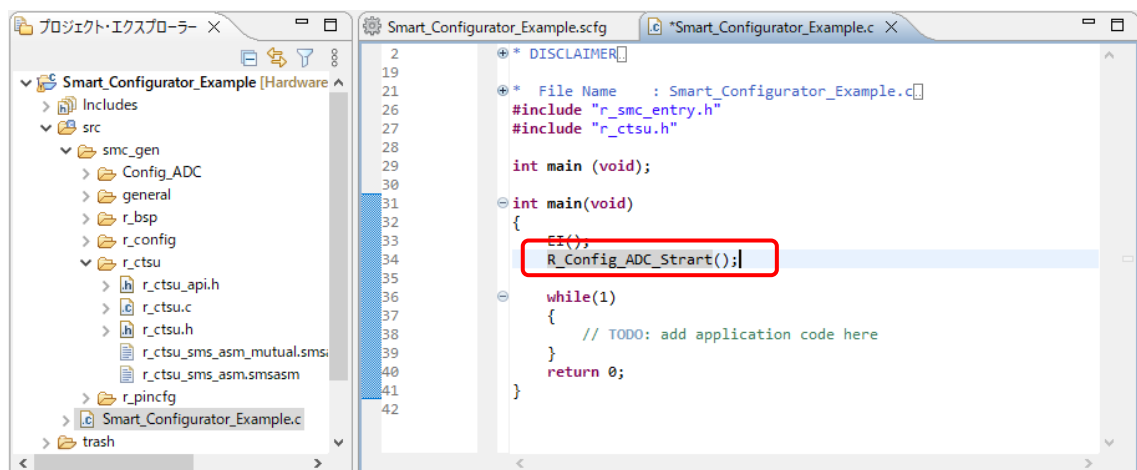 プロジェクト・エクスプローラー
Smart_Configurator_Example [Hardware
Includes
src
smc_gen
Config_ADC
general
r_bsp
r_config
r_ctsu
r_ctsu_api.h
r_ctsu.c
r_ctsu.h
r_ctsu_sms_asm_mutual.smsa
r_ctsu_sms_asm.smsasm
r_pincfg
Smart_Configurator_Example.c
trash
Smart_Configurator_Example.scfg
*Smart_Configurator_Example.c
2 * DISCLAIMER
19
21 * File Name : Smart_Configurator_Example.c
26 #include "r_smc_entry.h"
27 #include "r_ctsu.h"
28
29 int main (void);
30
31 int main(void)
32 {
33 EI();
34 R_Config_ADC_Strart();
35
36 while(1)
37 {
38 // TODO: add application code here
39 }
40 return 0;
41 }
42